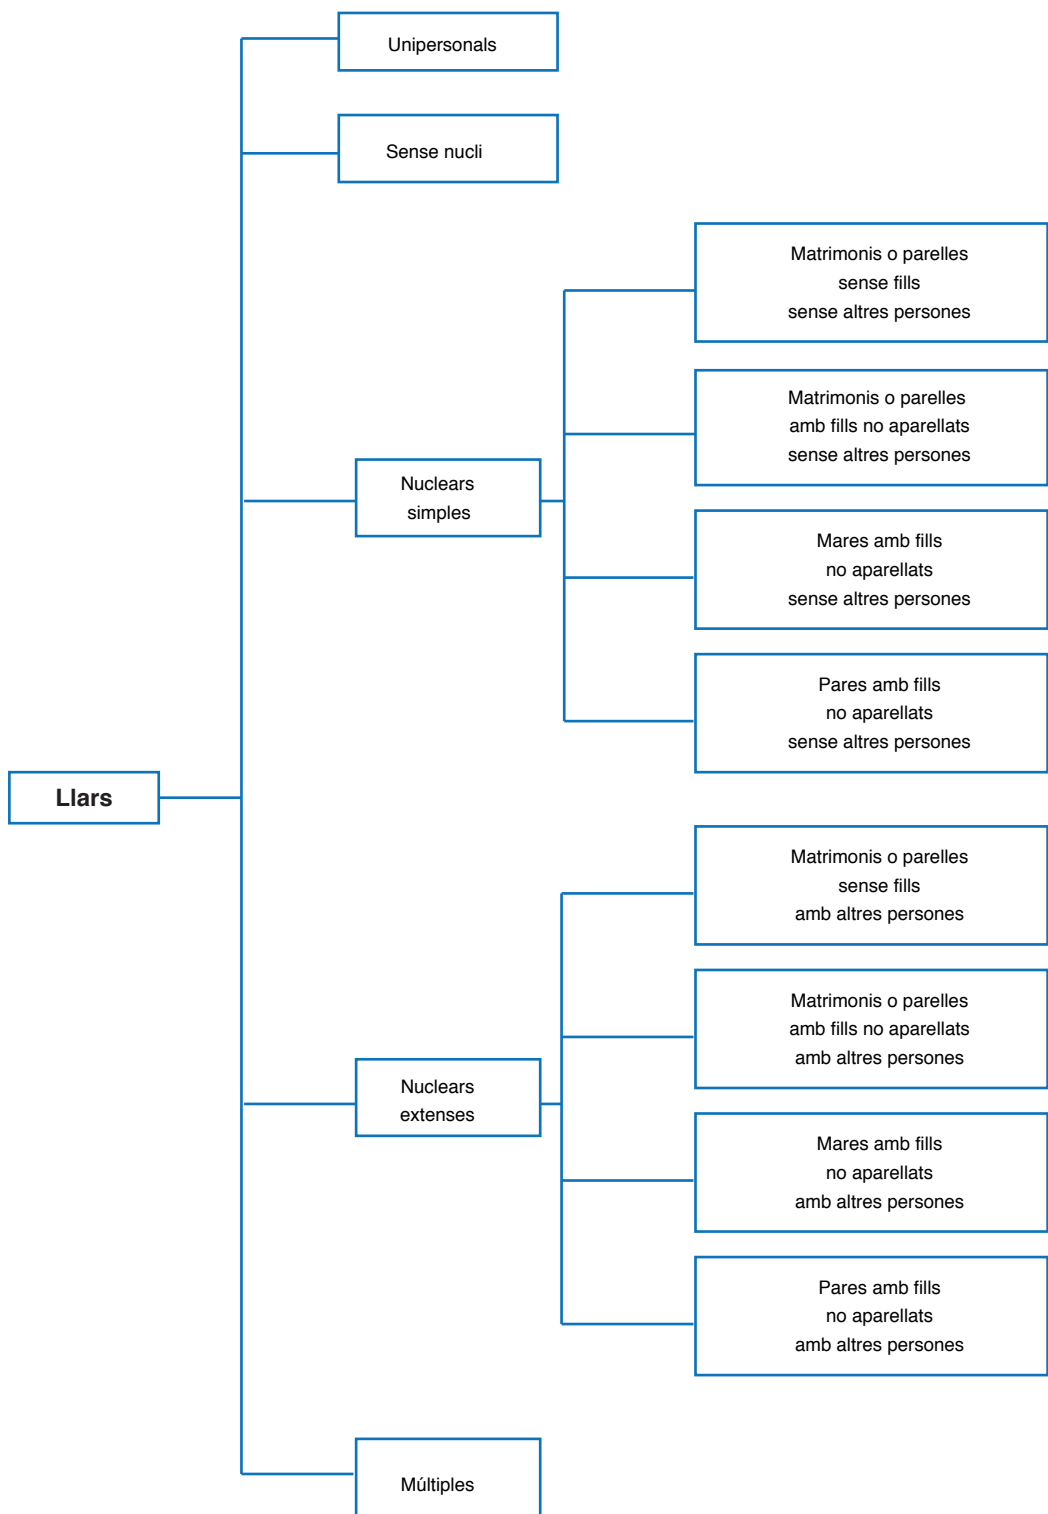 Unipersonals
Sense nucli
Matrimonis o parelles
sense fills
sense altres persones
Matrimonis o parelles
amb fills no aparellats
sense altres persones
Nuclears
simples
Mares amb fills
no aparellats
sense altres persones
Pares amb fills
no aparellats
sense altres persones
Llars
Matrimonis o parelles
sense fills
amb altres persones
Matrimonis o parelles
amb fills no aparellats
amb altres persones
Nuclears
extenses
Mares amb fills
no aparellats
amb altres persones
Pares amb fills
no aparellats
amb altres persones
Múltiples